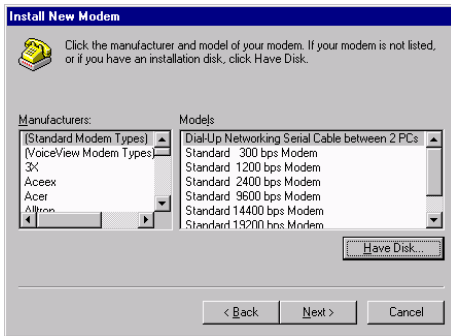 Install New Modem
Click the manufacturer and model of your modem. If your modem is not listed,
or if you have an installation disk, click Have Disk.
Manufacturers:
(Standard Modem Types)
(VoiceView Modem Types)
3X
Aceex
Acer
Alltron
Models
Dial-Up Networking Serial Cable between 2 PCs
Standard 300 bps Modem
Standard 1200 bps Modem
Standard 2400 bps Modem
Standard 9600 bps Modem
Standard 14400 bps Modem
Standard 19200 bps Modem
Have Disk...
< Back
Next >
Cancel